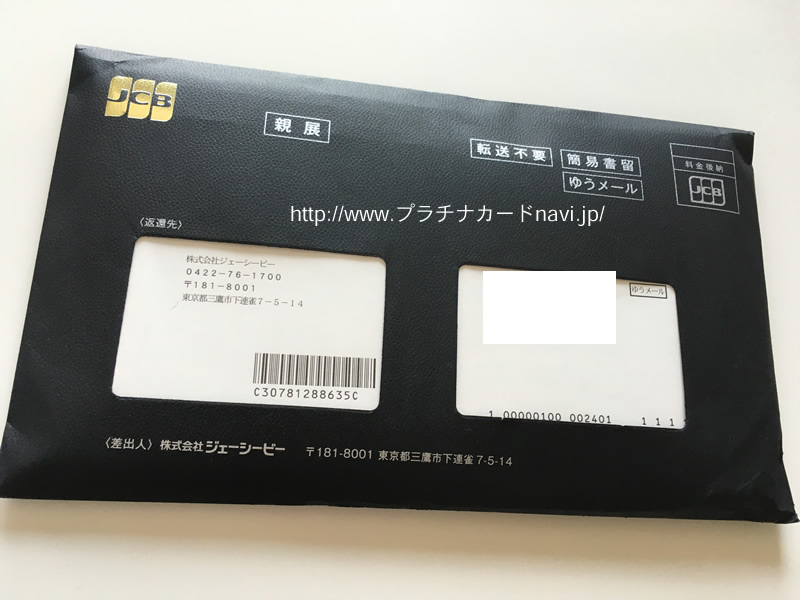 JCB
親展
転送不要
簡易書留
ゆうメール
料金後納
JCB
http://www.プラチナカードnavi.jp/
〈返還先〉
株式会社ジェーシービー
0422-76-1700
〒181-8001
東京都三鷹市下連雀7-5-14
C30781288635C
ゆうメール
1 00000100 002401 1 1 1
〈差出人〉株式会社ジェーシービー 〒181-8001 東京都三鷹市下連雀7-5-14